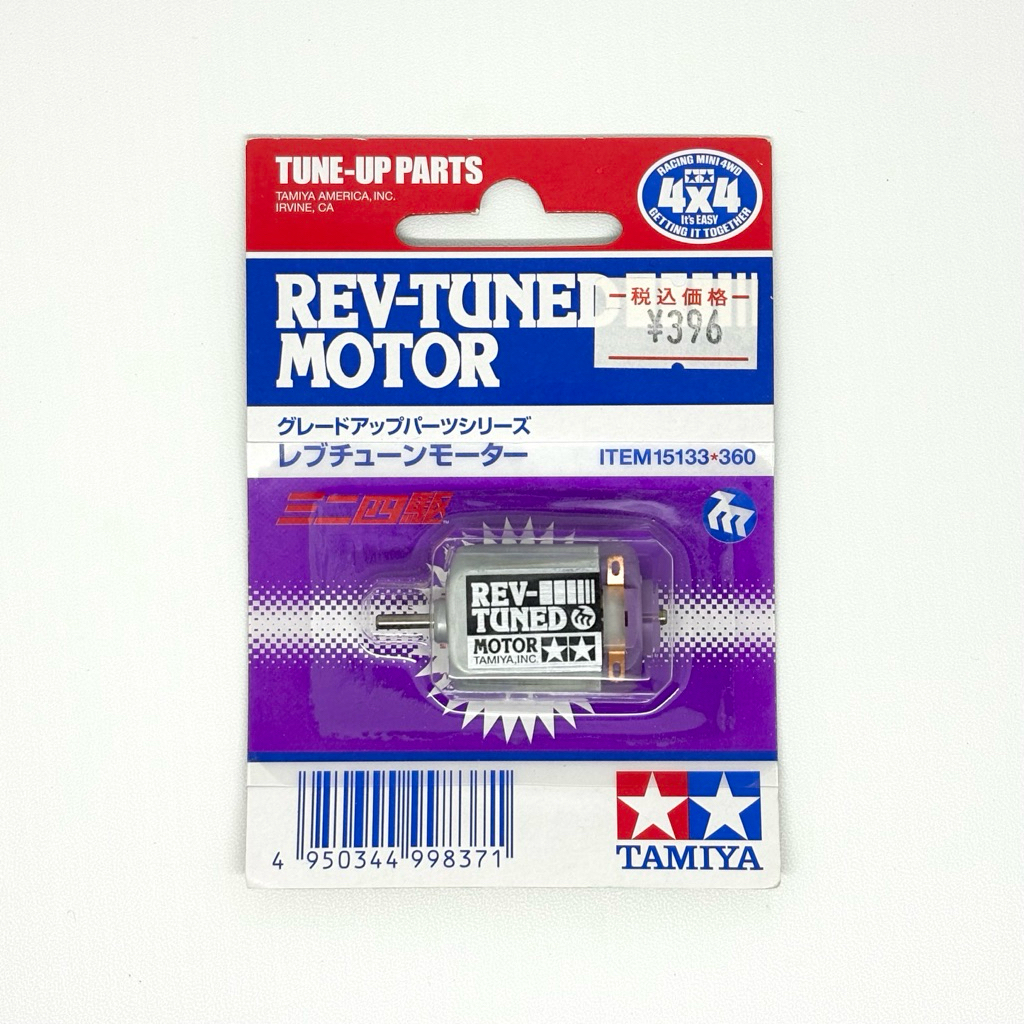 TUNE-UP PARTS
TAMIYA AMERICA, INC.
IRVINE, CA
RACING MINI 4WD
4x4
It's EASY
GETTING IT TOGETHER
REV-TUNED
MOTOR
税込価格
¥396
グレードアップパーツシリーズ
レブチューンモーター
ITEM 15133*360
ミニ四駆
REV-
TUNED
MOTOR
TAMIYA, INC.
4 950344 998371
TAMIYA